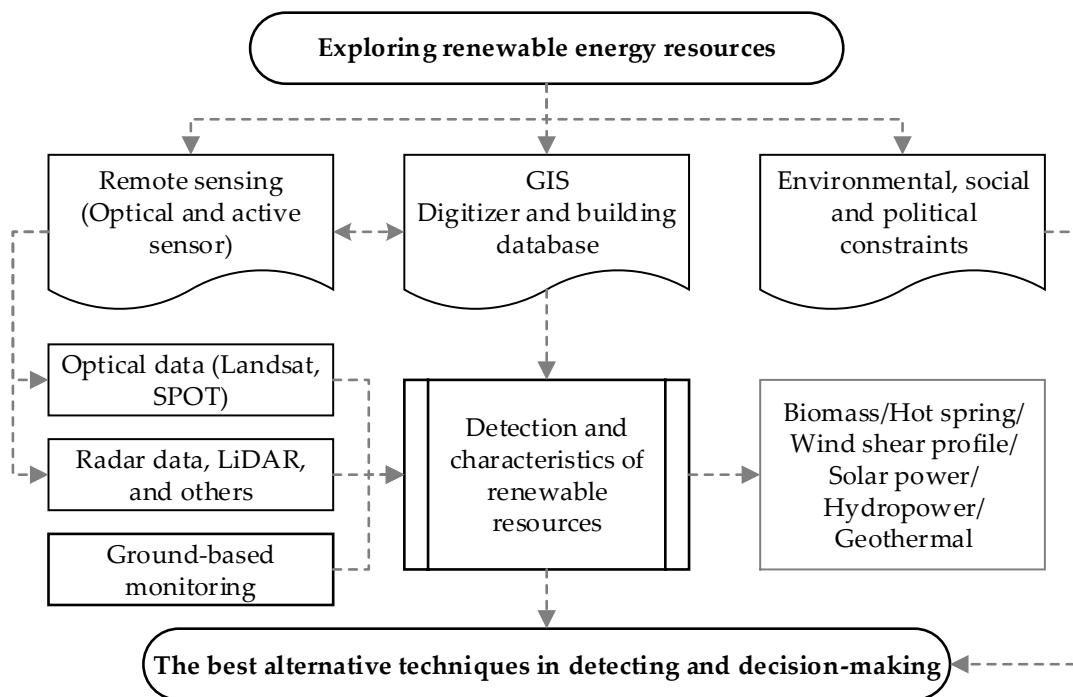 Exploring renewable energy resources
Remote sensing
(Optical and active
sensor)
GIS
Digitizer and building
database
Environmental, social
and political
constraints
Optical data (Landsat,
SPOT)
Radar data, LiDAR,
and others
Ground-based
monitoring
Detection and
characteristics of
renewable
resources
Biomass/Hot spring/
Wind shear profile/
Solar power/
Hydropower/
Geothermal
The best alternative techniques in detecting and decision-making